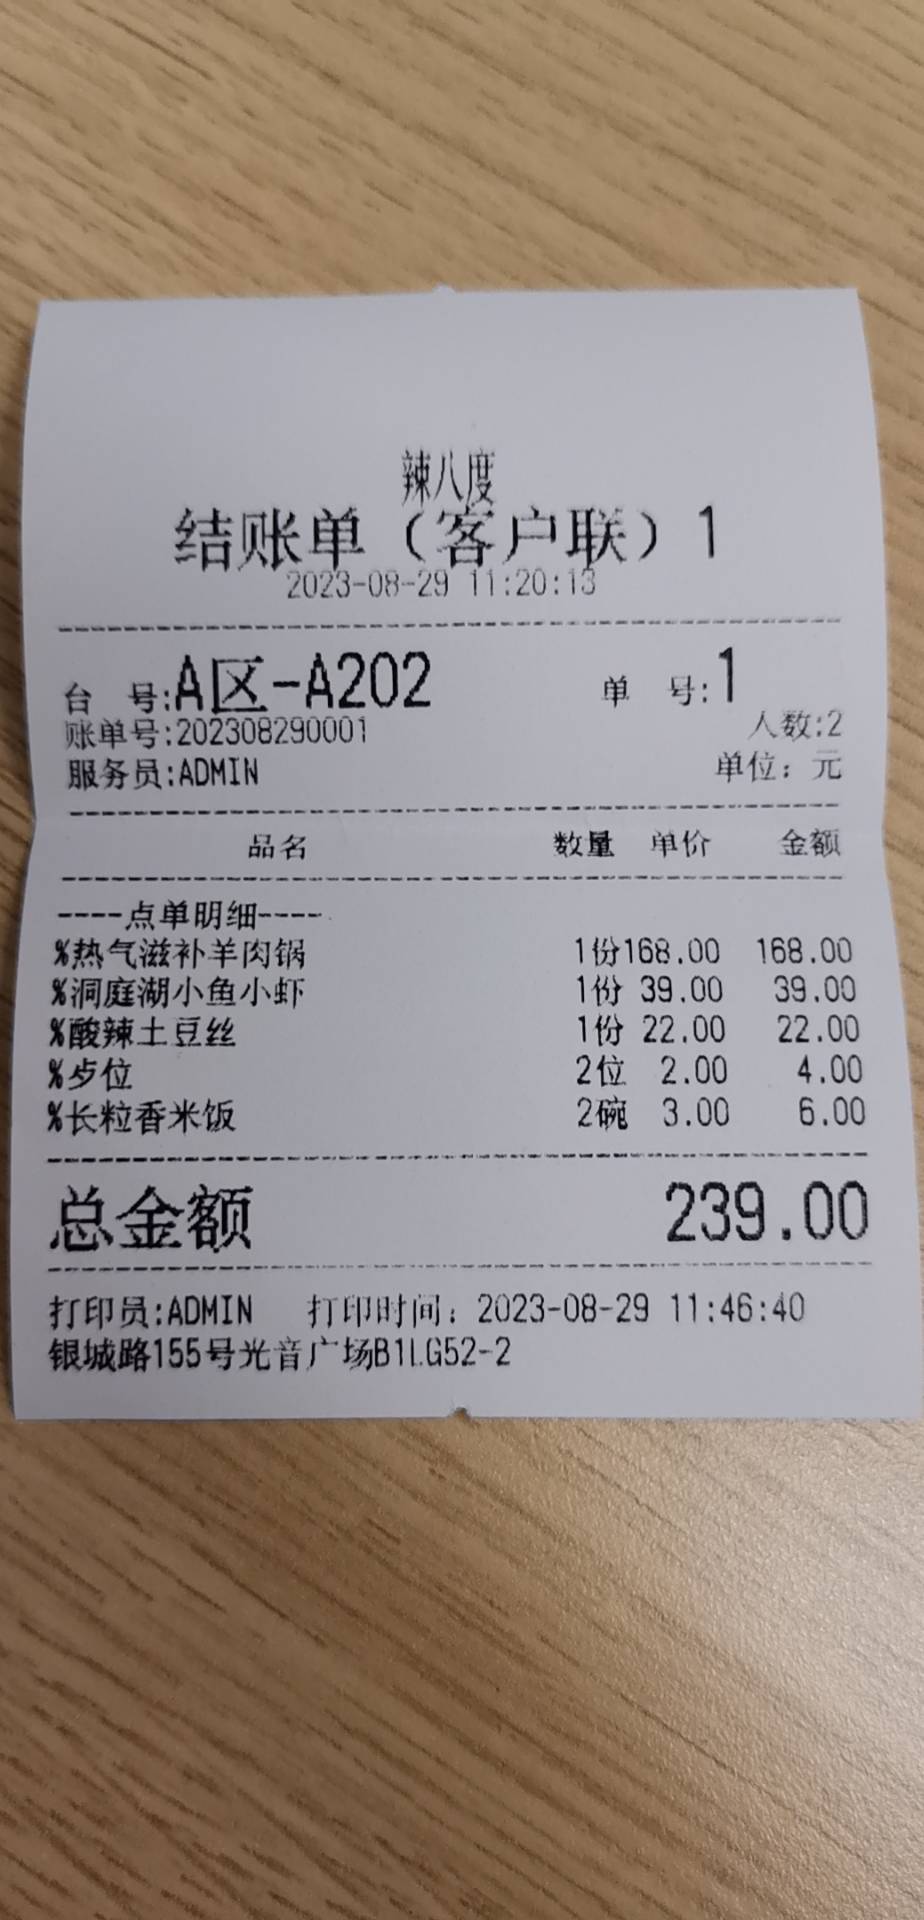 辣八度
结账单（客户联）1
2023-08-29 11:20:13
台 号:A区-A202 单 号:1
账单号:202308290001 人数:2
服务员:ADMIN 单位：元
品名 数量 单价 金额
----点单明细----
%热气滋补羊肉锅 1份168.00 168.00
%洞庭湖小鱼小虾 1份 39.00 39.00
%酸辣土豆丝 1份 22.00 22.00
%歺位 2位 2.00 4.00
%长粒香米饭 2碗 3.00 6.00
总金额 239.00
打印员:ADMIN 打印时间：2023-08-29 11:46:40
银城路155号光音广场B1LG52-2